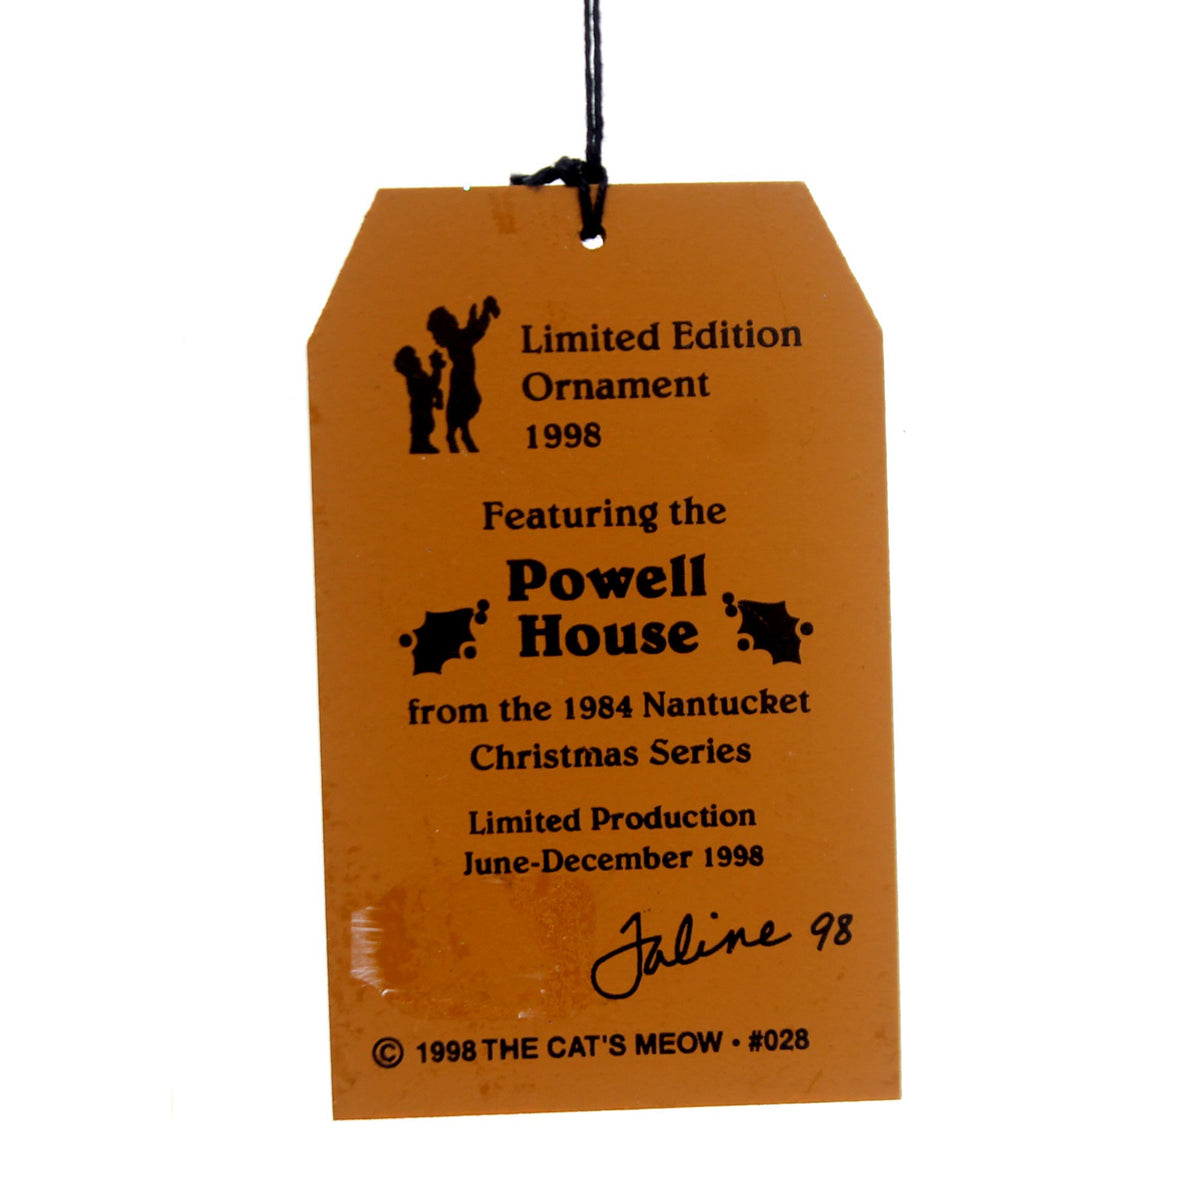 Limited Edition
Ornament
1998
Featuring the
Powell
House
from the 1984 Nantucket
Christmas Series
Limited Production
June-December 1998
Faline 98
© 1998 THE CAT'S MEOW • #028